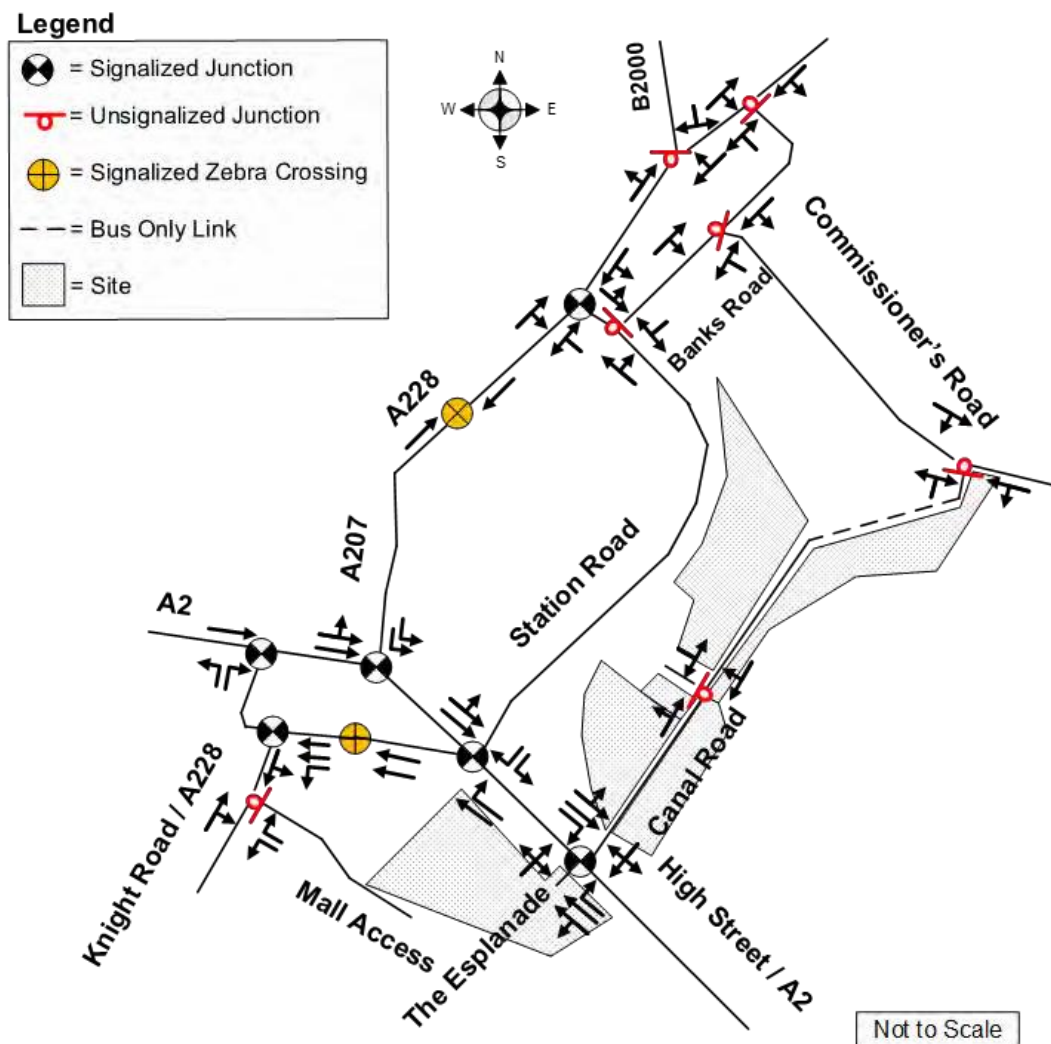 Legend
= Signalized Junction
= Unsignalized Junction
= Signalized Zebra Crossing
= Bus Only Link
= Site
N
W
E
S
B2000
Commissioner's Road
Banks Road
A228
A207
Station Road
A2
Canal Road
Knight Road / A228
Mall Access
The Esplanade
High Street / A2
Not to Scale